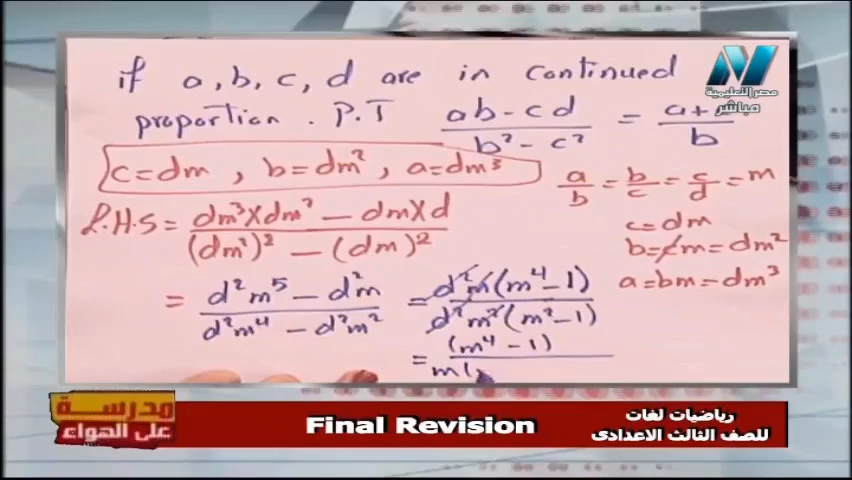 if a, b, c, d are in continued
proportion . P.T (ab - cd)/(b² - c²) = (a+)/b
c = dm , b = dm² , a = dm³
a/b = b/c = c/d = m
c = dm
b = cm = dm²
a = bm = dm³
L.H.S = (dm³ × dm² - dm × d)/((dm²)² - (dm)²)
= (d²m⁵ - d²m)/(d²m⁴ - d²m²) = (d²m(m⁴ - 1))/(d²m²(m² - 1))
= (m⁴ - 1)/(m(
مصر التعليمية
مباشر
مدرسة
على الهواء
Final Revision
رياضيات لغات
للصف الثالث الاعدادى